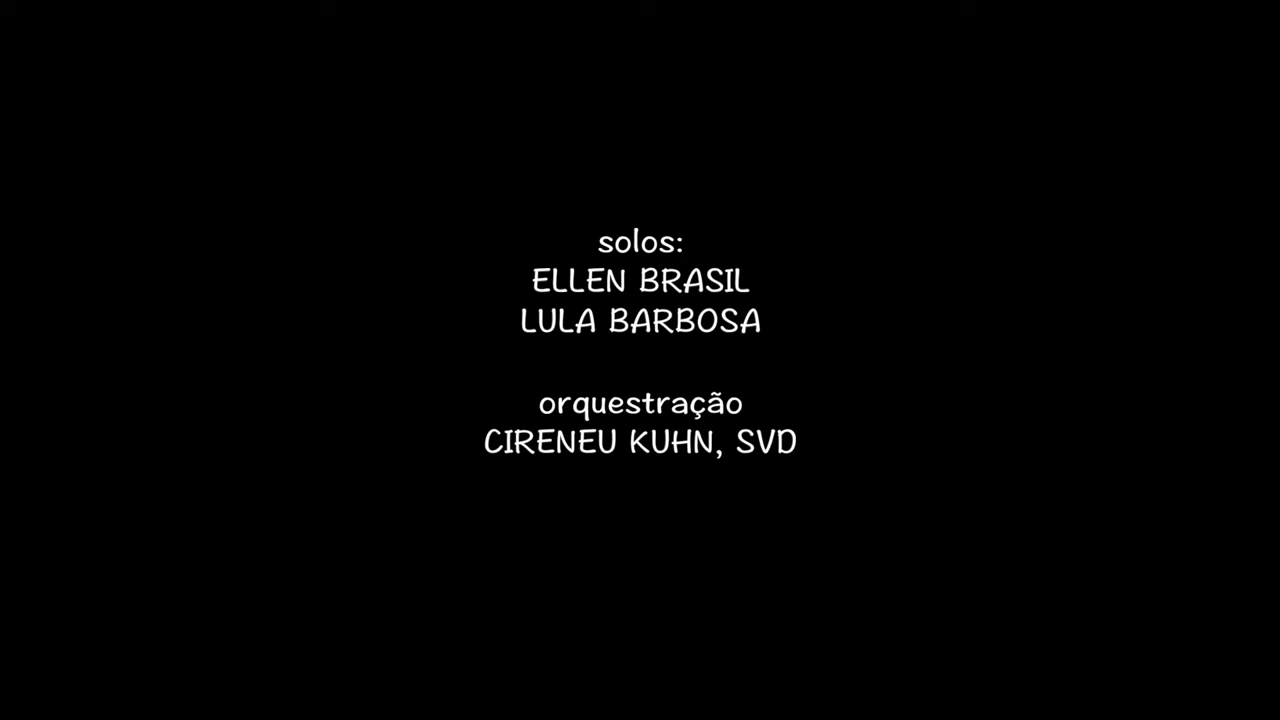 solos:
ELLEN BRASIL
LULA BARBOSA
orquestração
CIRENEU KUHN, SVD